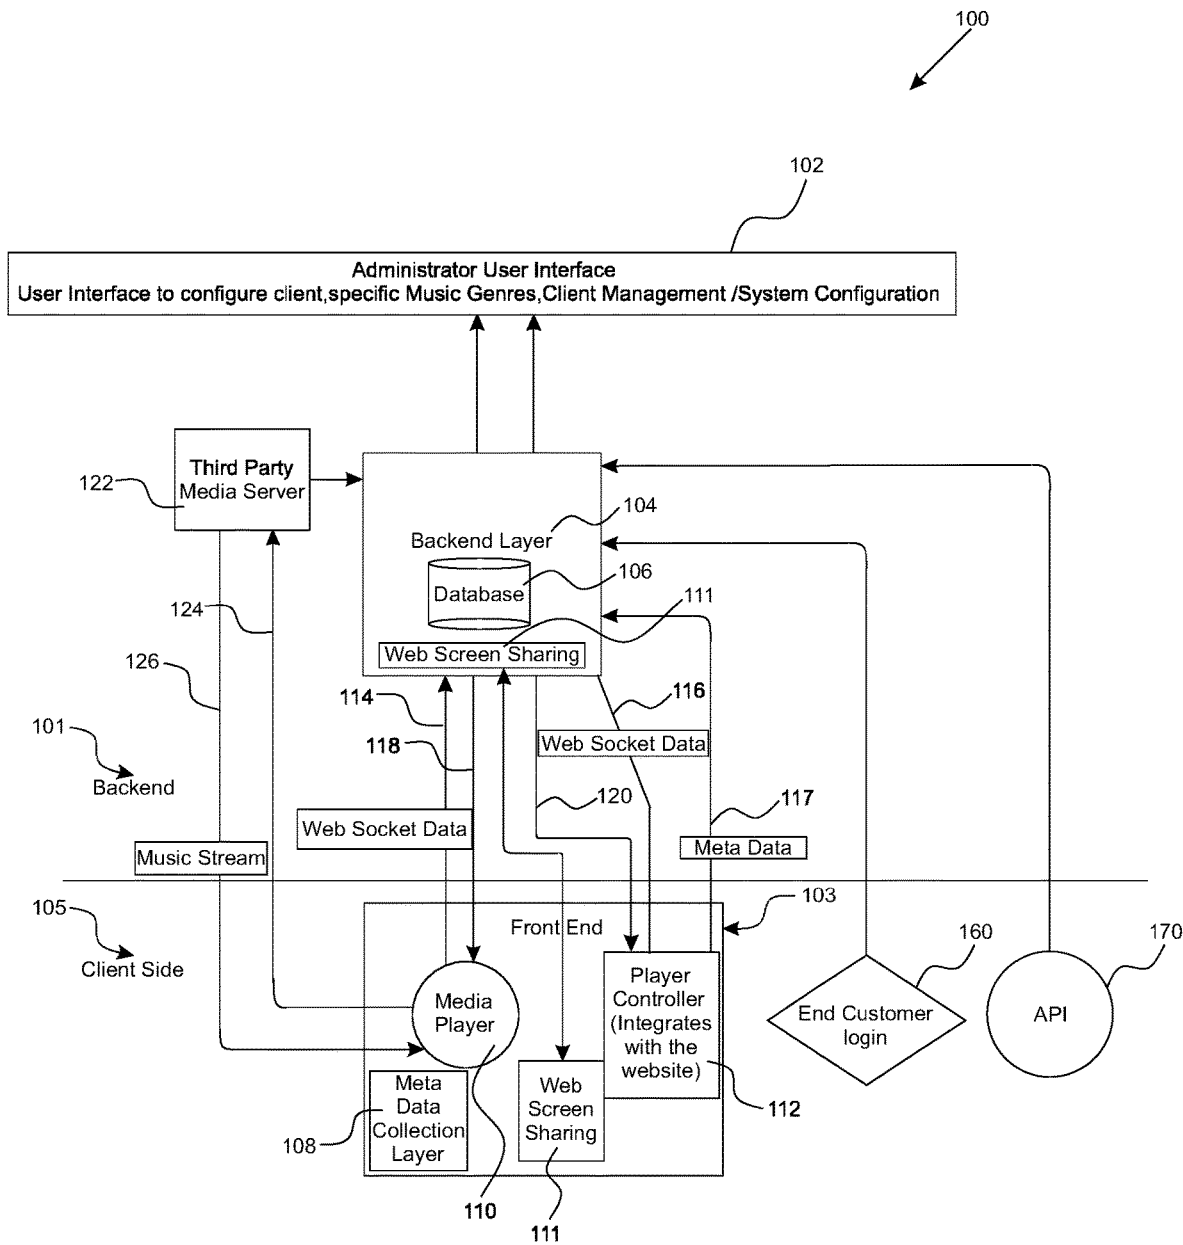 100
102
Administrator User Interface
User Interface to configure client,specific Music Genres,Client Management /System Configuration
Third Party
Media Server
122
104
Backend Layer
106
Database
111
Web Screen Sharing
124
126
114
116
118
Web Socket Data
101
Backend
120
117
Web Socket Data
Meta Data
Music Stream
105
Client Side
103
Front End
160
170
Media
Player
Player
Controller
(Integrates
with the
website)
End Customer
login
API
Meta
Data
Collection
Layer
108
Web
Screen
Sharing
112
110
111